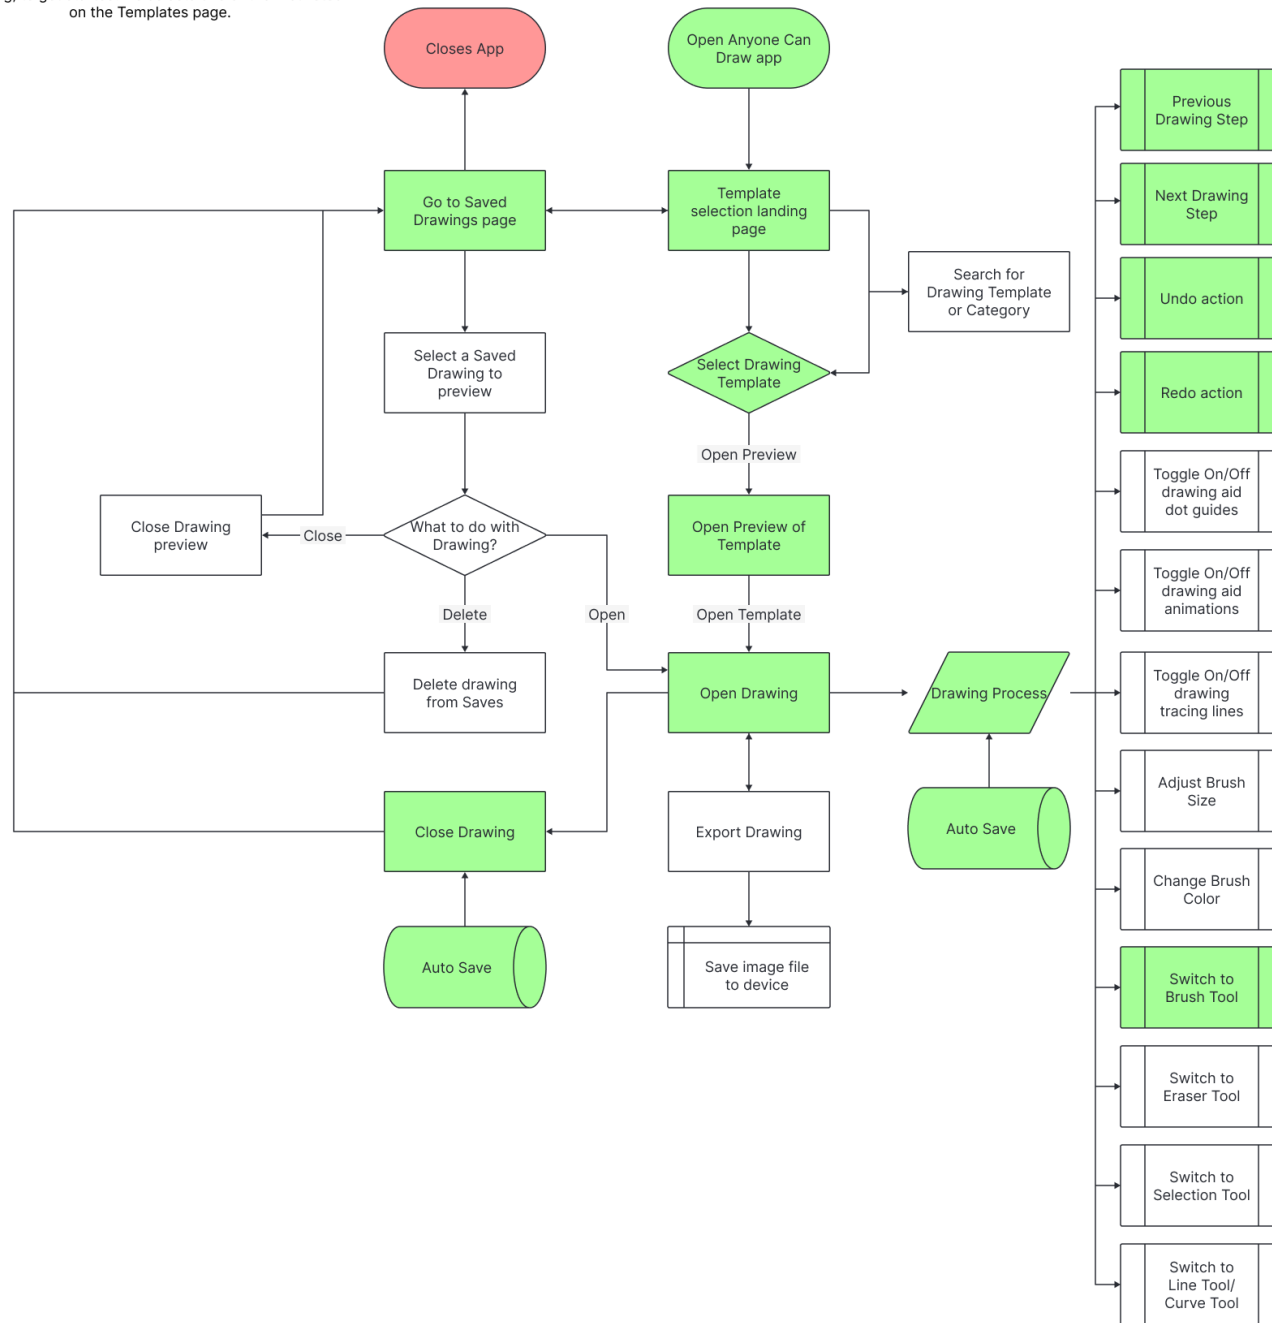 on the Templates page.
Closes App
Open Anyone Can
Draw app
Previous
Drawing Step
Go to Saved
Drawings page
Template
selection landing
page
Next Drawing
Step
Search for
Drawing Template
or Category
Undo action
Select a Saved
Drawing to
preview
Select Drawing
Template
Redo action
Open Preview
Toggle On/Off
drawing aid
dot guides
Close Drawing
preview
Close
What to do with
Drawing?
Open Preview of
Template
Toggle On/Off
drawing aid
animations
Delete
Open
Open Template
Delete drawing
from Saves
Open Drawing
Drawing Process
Toggle On/Off
drawing
tracing lines
Adjust Brush
Size
Close Drawing
Export Drawing
Auto Save
Change Brush
Color
Auto Save
Save image file
to device
Switch to
Brush Tool
Switch to
Eraser Tool
Switch to
Selection Tool
Switch to
Line Tool/
Curve Tool